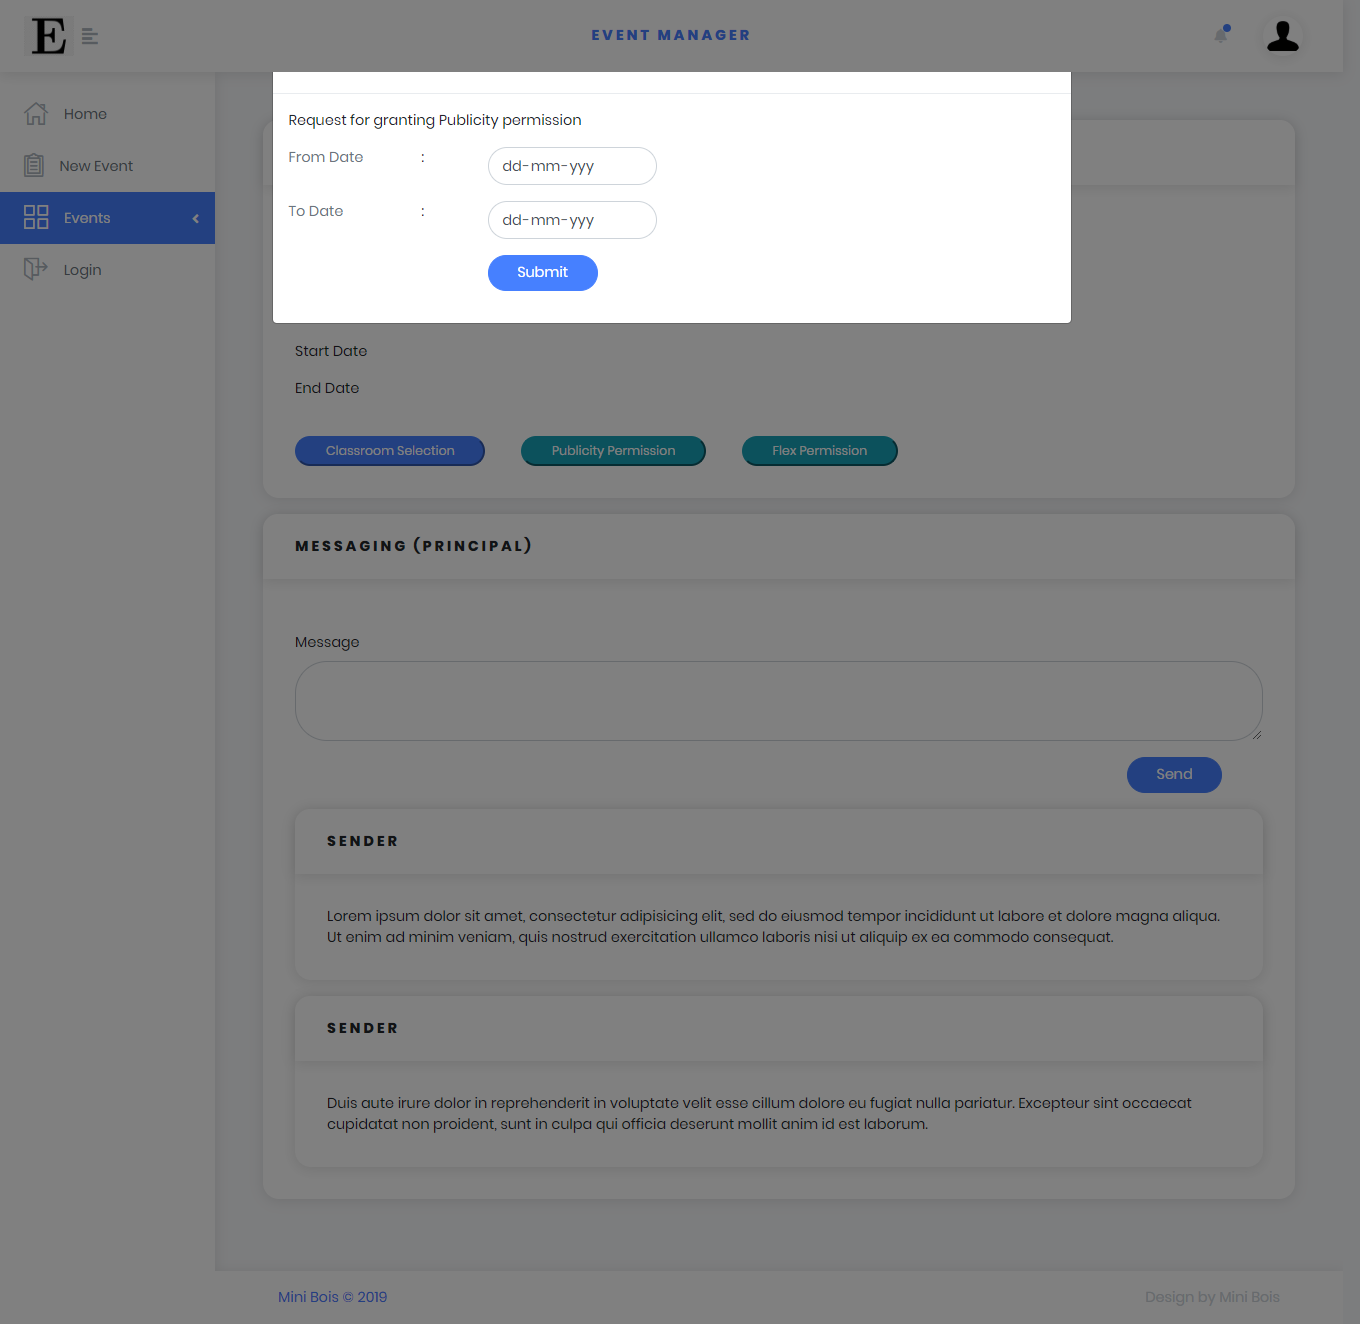 E
EVENT MANAGER
Home
New Event
Events
Login
Request for granting Publicity permission
From Date : dd-mm-yyy
To Date : dd-mm-yyy
Submit
Start Date
End Date
Classroom Selection Publicity Permission Flex Permission
MESSAGING (PRINCIPAL)
Message
Send
SENDER
Lorem ipsum dolor sit amet, consectetur adipisicing elit, sed do eiusmod tempor incididunt ut labore et dolore magna aliqua.
Ut enim ad minim veniam, quis nostrud exercitation ullamco laboris nisi ut aliquip ex ea commodo consequat.
SENDER
Duis aute irure dolor in reprehenderit in voluptate velit esse cillum dolore eu fugiat nulla pariatur. Excepteur sint occaecat
cupidatat non proident, sunt in culpa qui officia deserunt mollit anim id est laborum.
Mini Bois © 2019 Design by Mini Bois